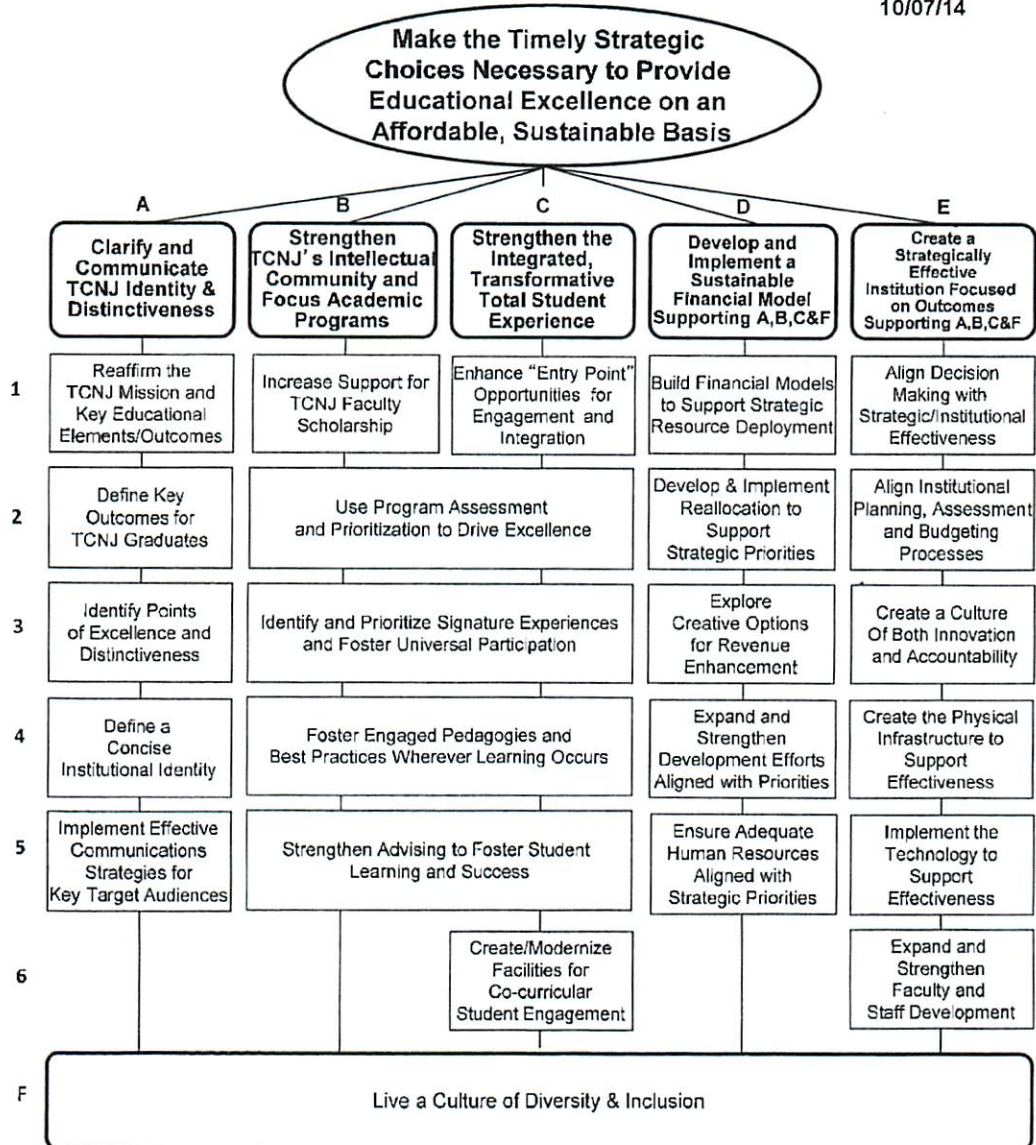 10/07/14
Make the Timely Strategic
Choices Necessary to Provide
Educational Excellence on an
Affordable, Sustainable Basis
A
B
C
D
E
Clarify and
Communicate
TCNJ Identity &
Distinctiveness
Strengthen
TCNJ's Intellectual
Community and
Focus Academic
Programs
Strengthen the
Integrated,
Transformative
Total Student
Experience
Develop and
Implement a
Sustainable
Financial Model
Supporting A,B,C&F
Create a
Strategically
Effective
Institution Focused
on Outcomes
Supporting A,B,C&F
1
Reaffirm the
TCNJ Mission and
Key Educational
Elements/Outcomes
Increase Support for
TCNJ Faculty
Scholarship
Enhance "Entry Point"
Opportunities for
Engagement and
Integration
Build Financial Models
to Support Strategic
Resource Deployment
Align Decision
Making with
Strategic/Institutional
Effectiveness
2
Define Key
Outcomes for
TCNJ Graduates
Use Program Assessment
and Prioritization to Drive Excellence
Develop & Implement
Reallocation to
Support
Strategic Priorities
Align Institutional
Planning, Assessment
and Budgeting
Processes
3
Identify Points
of Excellence and
Distinctiveness
Identify and Prioritize Signature Experiences
and Foster Universal Participation
Explore
Creative Options
for Revenue
Enhancement
Create a Culture
Of Both Innovation
and Accountability
4
Define a
Concise
Institutional Identity
Foster Engaged Pedagogies and
Best Practices Wherever Learning Occurs
Expand and
Strengthen
Development Efforts
Aligned with Priorities
Create the Physical
Infrastructure to
Support
Effectiveness
5
Implement Effective
Communications
Strategies for
Key Target Audiences
Strengthen Advising to Foster Student
Learning and Success
Ensure Adequate
Human Resources
Aligned with
Strategic Priorities
Implement the
Technology to
Support
Effectiveness
6
Create/Modernize
Facilities for
Co-curricular
Student Engagement
Expand and
Strengthen
Faculty and
Staff Development
F
Live a Culture of Diversity & Inclusion